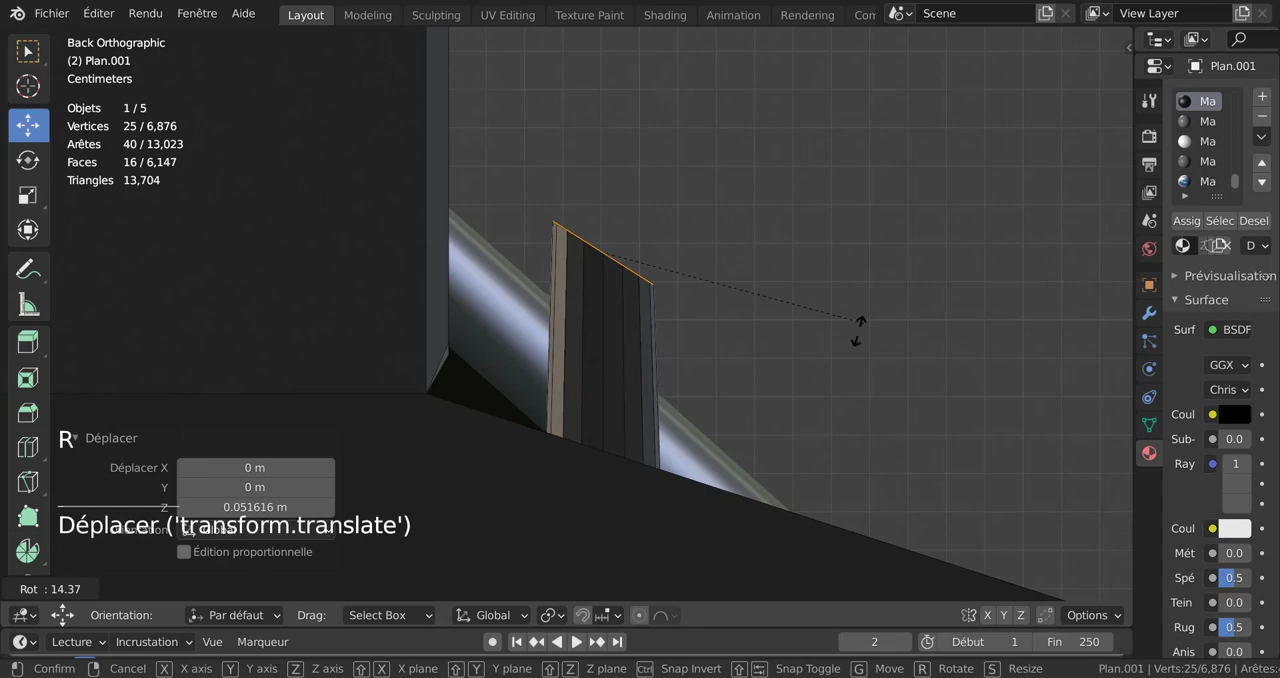 Fichier Éditer Rendu Fenêtre Aide Layout Modeling Sculpting UV Editing Texture Paint Shading Animation Rendering Scene View Layer
Back Orthographic
(2) Plan.001
Centimeters
Objets 1 / 5
Vertices 25 / 6,876
Arêtes 40 / 13,023
Faces 16 / 6,147
Triangles 13,704
Plan.001
Ma
Ma
Ma
Ma
Ma
Assig Sélec Desel
D
Prévisualisation
Surface
Surf BSDF
GGX
Chris
Coul
Sub- 0.0
Ray 1
Coul
Mét 0.0
Spé 0.5
Tein 0.0
Rug 0.5
Anis 0.0
R
Déplacer
Déplacer X 0 m
Y 0 m
Z 0.051616 m
Déplacer ('transform.translate')
Édition proportionnelle
Rot : 14.37
Orientation: Par défaut Drag: Select Box Global X Y Z Options
Lecture Incrustation Vue Marqueur 2 Début 1 Fin 250
Confirm Cancel X X axis Y Y axis Z Z axis X X plane Y Y plane Z Z plane Ctrl Snap Invert Snap Toggle G Move R Rotate S Resize Plan.001 | Verts:25/6,876 | Arêtes: